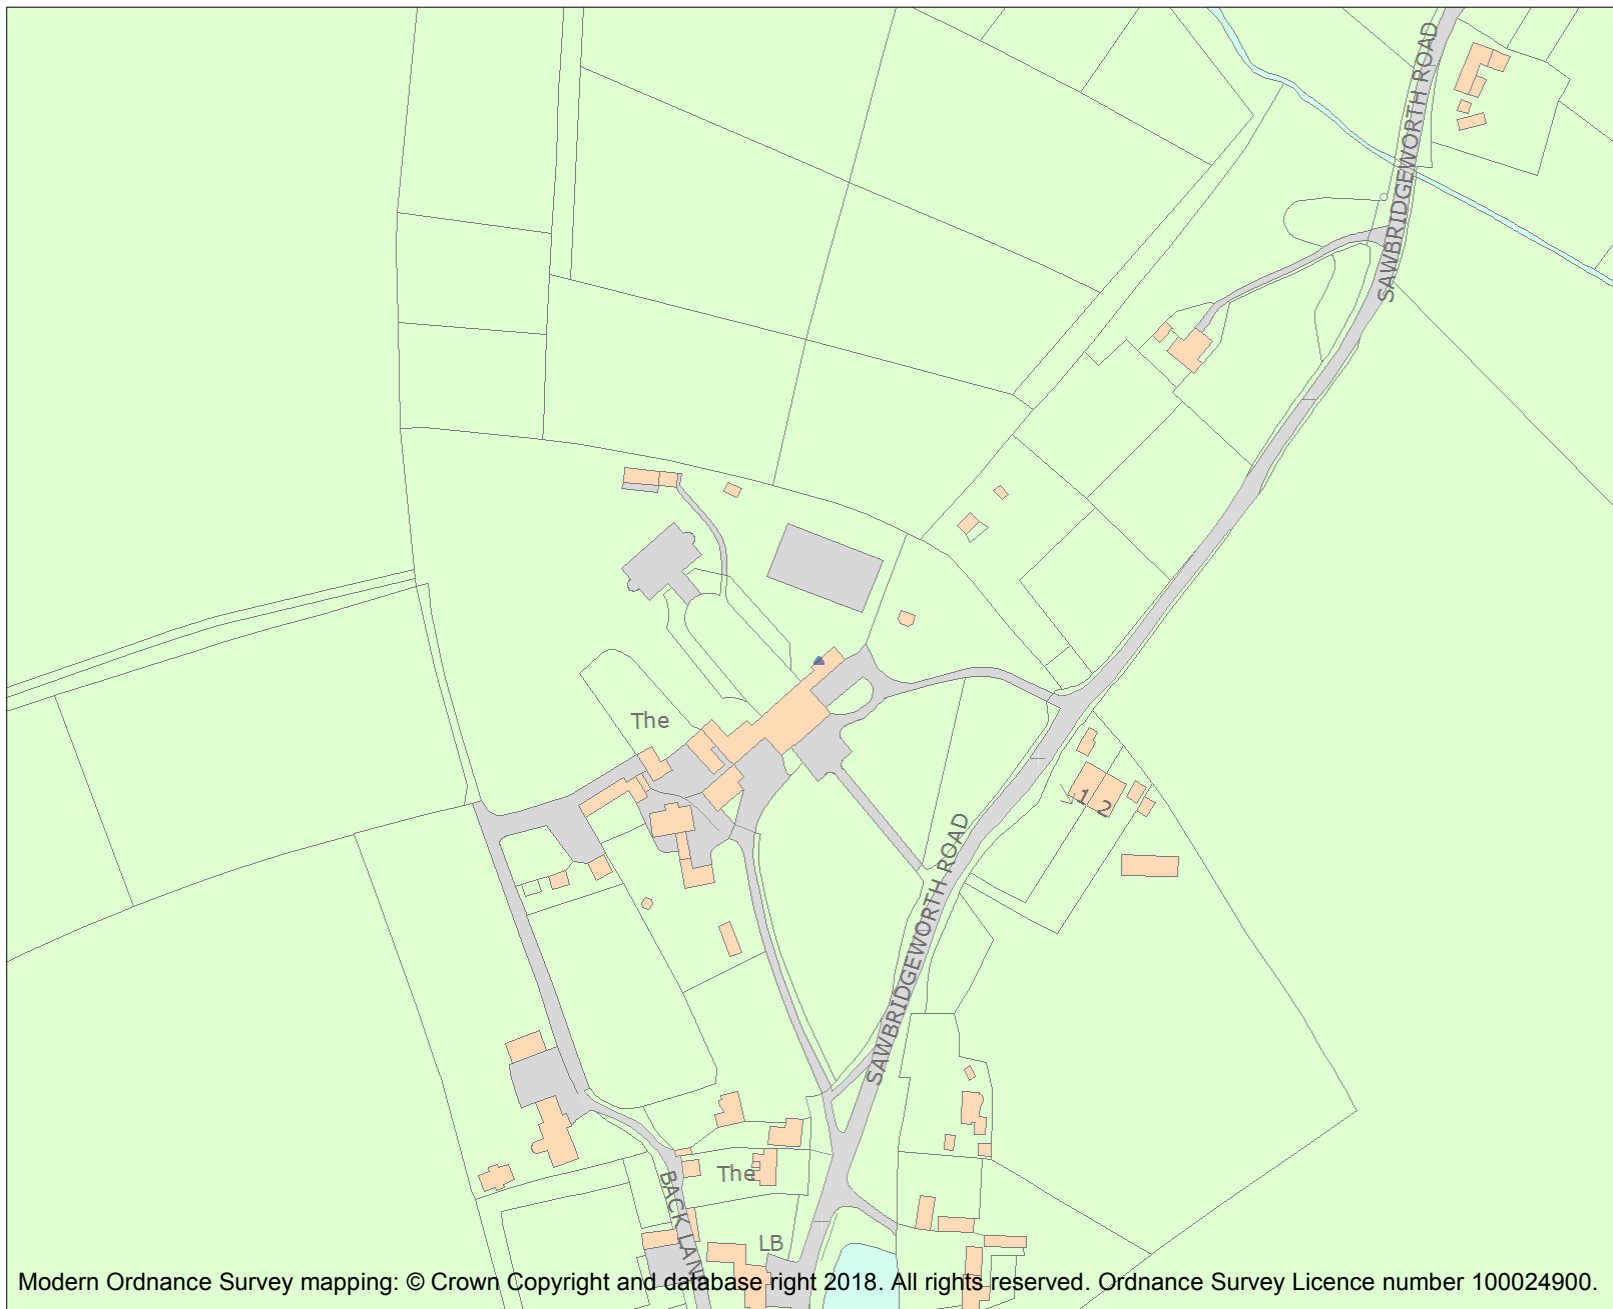 SAWBRIDGEWORTH ROAD
The
1 2
SAWBRIDGEWORTH ROAD
The
BACK LAN
LB
Modern Ordnance Survey mapping: © Crown Copyright and database right 2018. All rights reserved. Ordnance Survey Licence number 100024900.